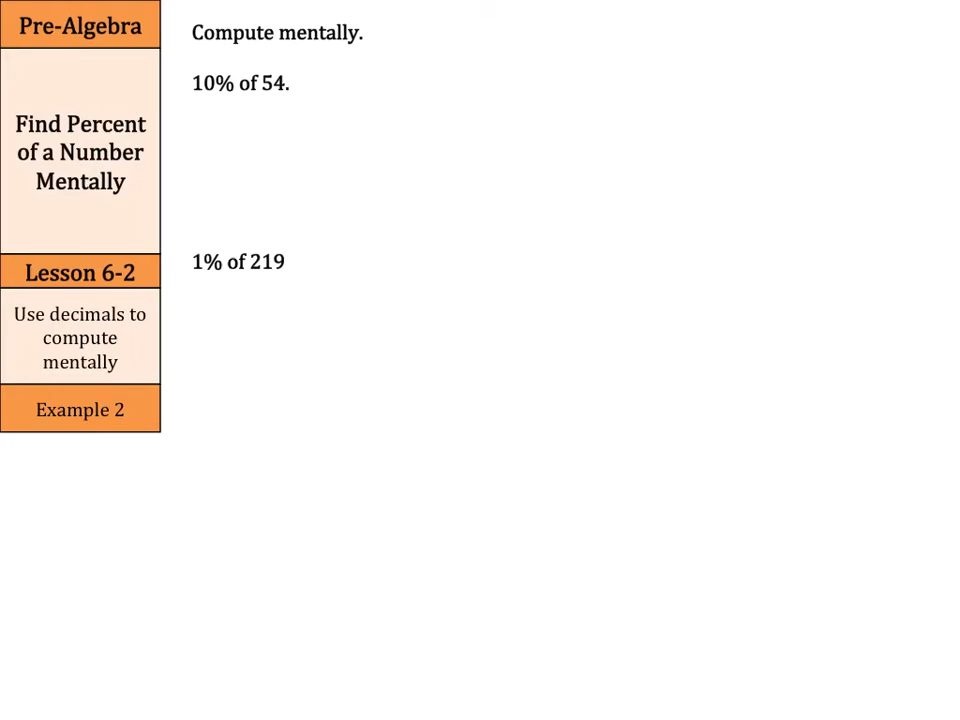 Pre-Algebra
Find Percent
of a Number
Mentally
Lesson 6-2
Use decimals to
compute
mentally
Example 2
Compute mentally.
10% of 54.
1% of 219